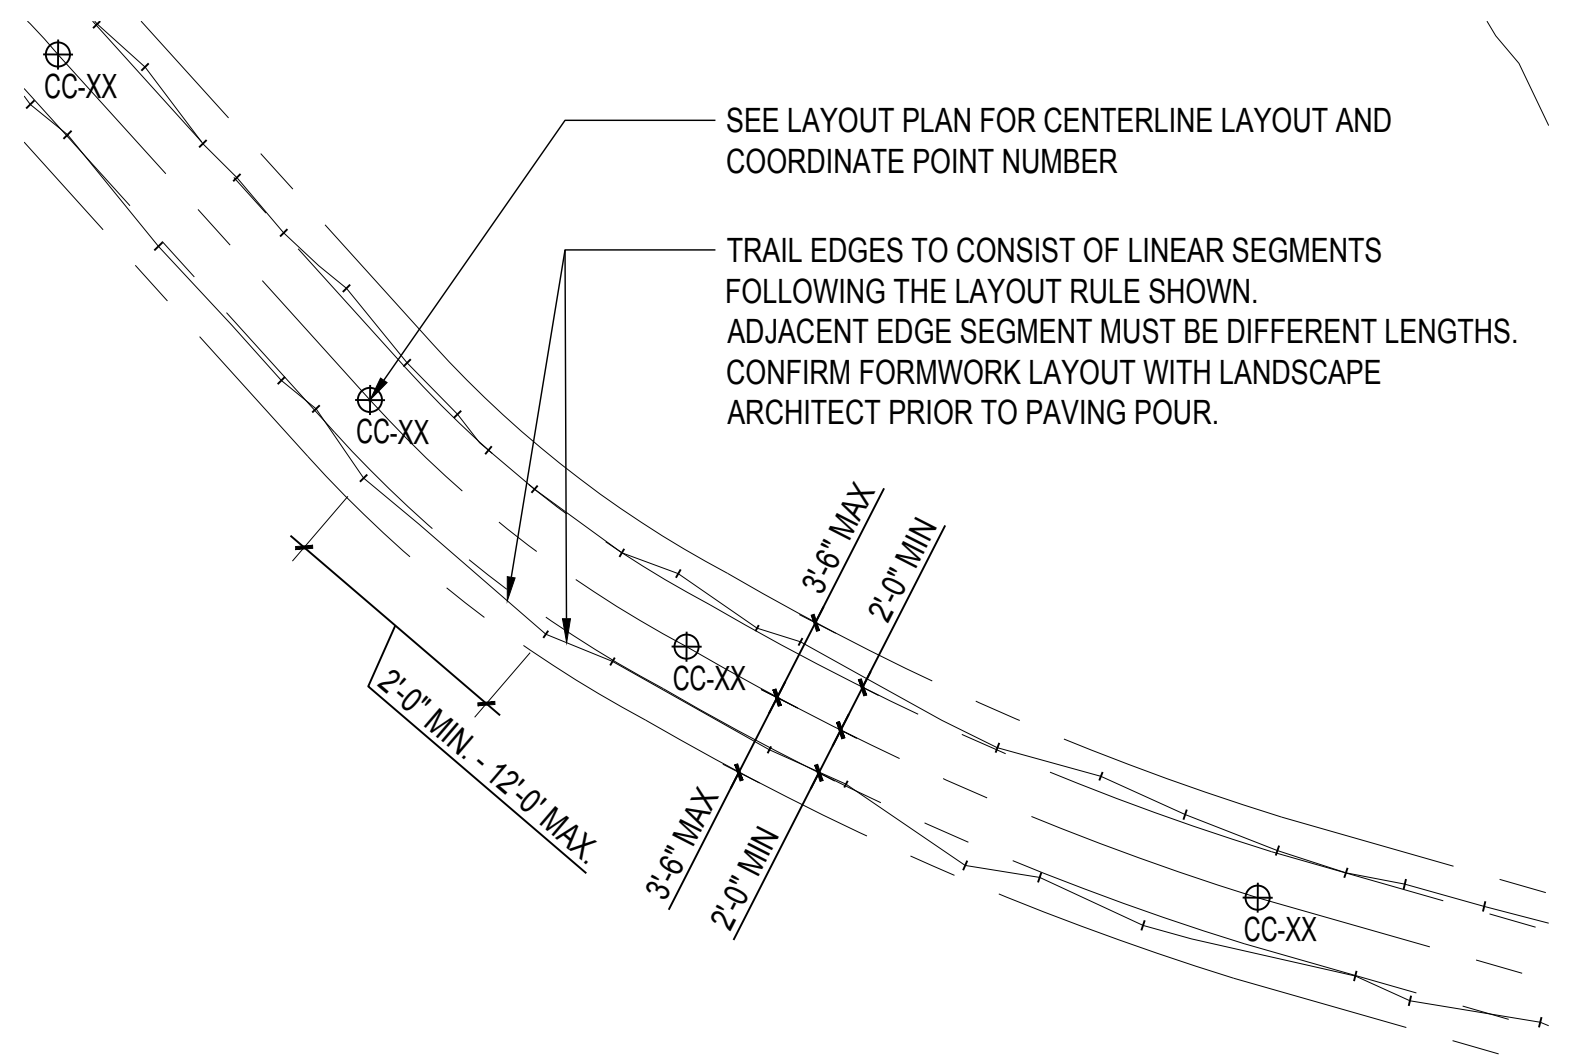 CC-XX
SEE LAYOUT PLAN FOR CENTERLINE LAYOUT AND
COORDINATE POINT NUMBER
TRAIL EDGES TO CONSIST OF LINEAR SEGMENTS
FOLLOWING THE LAYOUT RULE SHOWN.
ADJACENT EDGE SEGMENT MUST BE DIFFERENT LENGTHS.
CONFIRM FORMWORK LAYOUT WITH LANDSCAPE
ARCHITECT PRIOR TO PAVING POUR.
CC-XX
3'-6" MAX
2'-0" MIN
CC-XX
2'-0" MIN. - 12'-0' MAX.
3'-6" MAX
2'-0" MIN
CC-XX